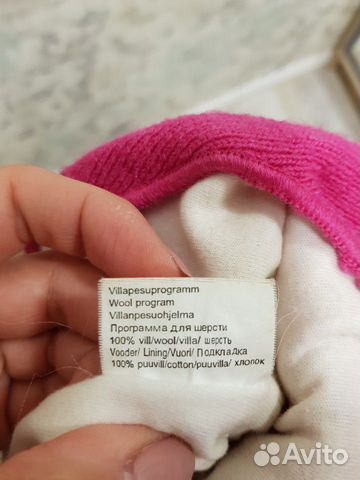 Villapesuprogramm
Wool program
Villanpesuohjelma
Программа для шерсти
100% vill/wool/villa/ шерсть
Vooder/ Lining/Vuori/ Подкладка
100% puuvill/cotton/puuvilla/ хлопок
Avito